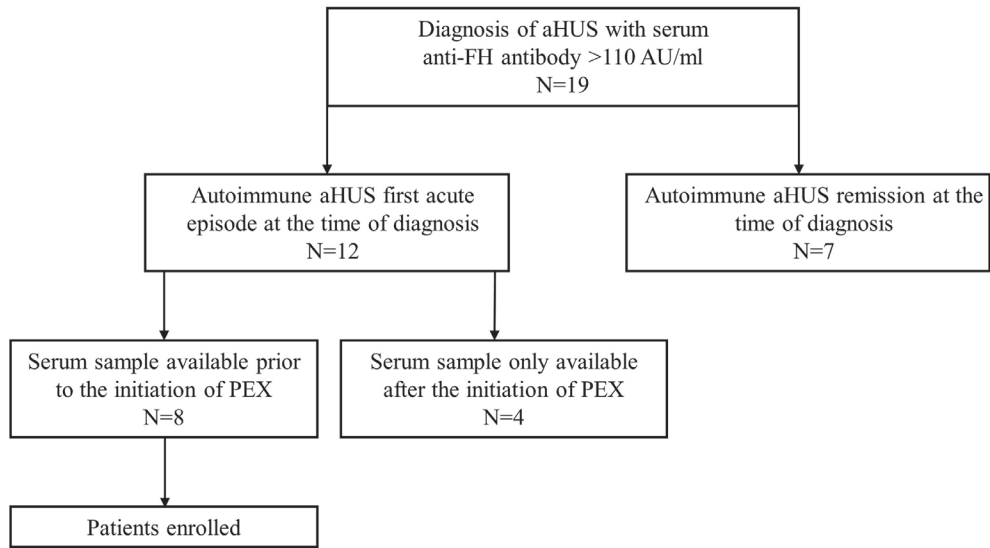 Diagnosis of aHUS with serum
anti-FH antibody >110 AU/ml
N=19
Autoimmune aHUS first acute
episode at the time of diagnosis
N=12
Autoimmune aHUS remission at the
time of diagnosis
N=7
Serum sample available prior
to the initiation of PEX
N=8
Serum sample only available
after the initiation of PEX
N=4
Patients enrolled